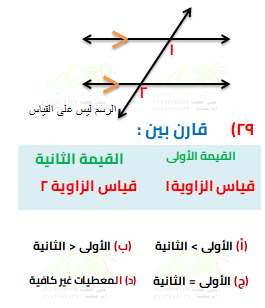 ١
٢
الرسم ليس على القياس
٢٩) قارن بين :
القيمة الأولى القيمة الثانية
قياس الزاوية ١ قياس الزاوية ٢
(أ) الأولى > الثانية (ب) الأولى < الثانية
(ج) الأولى = الثانية (د) المعطيات غير كافية